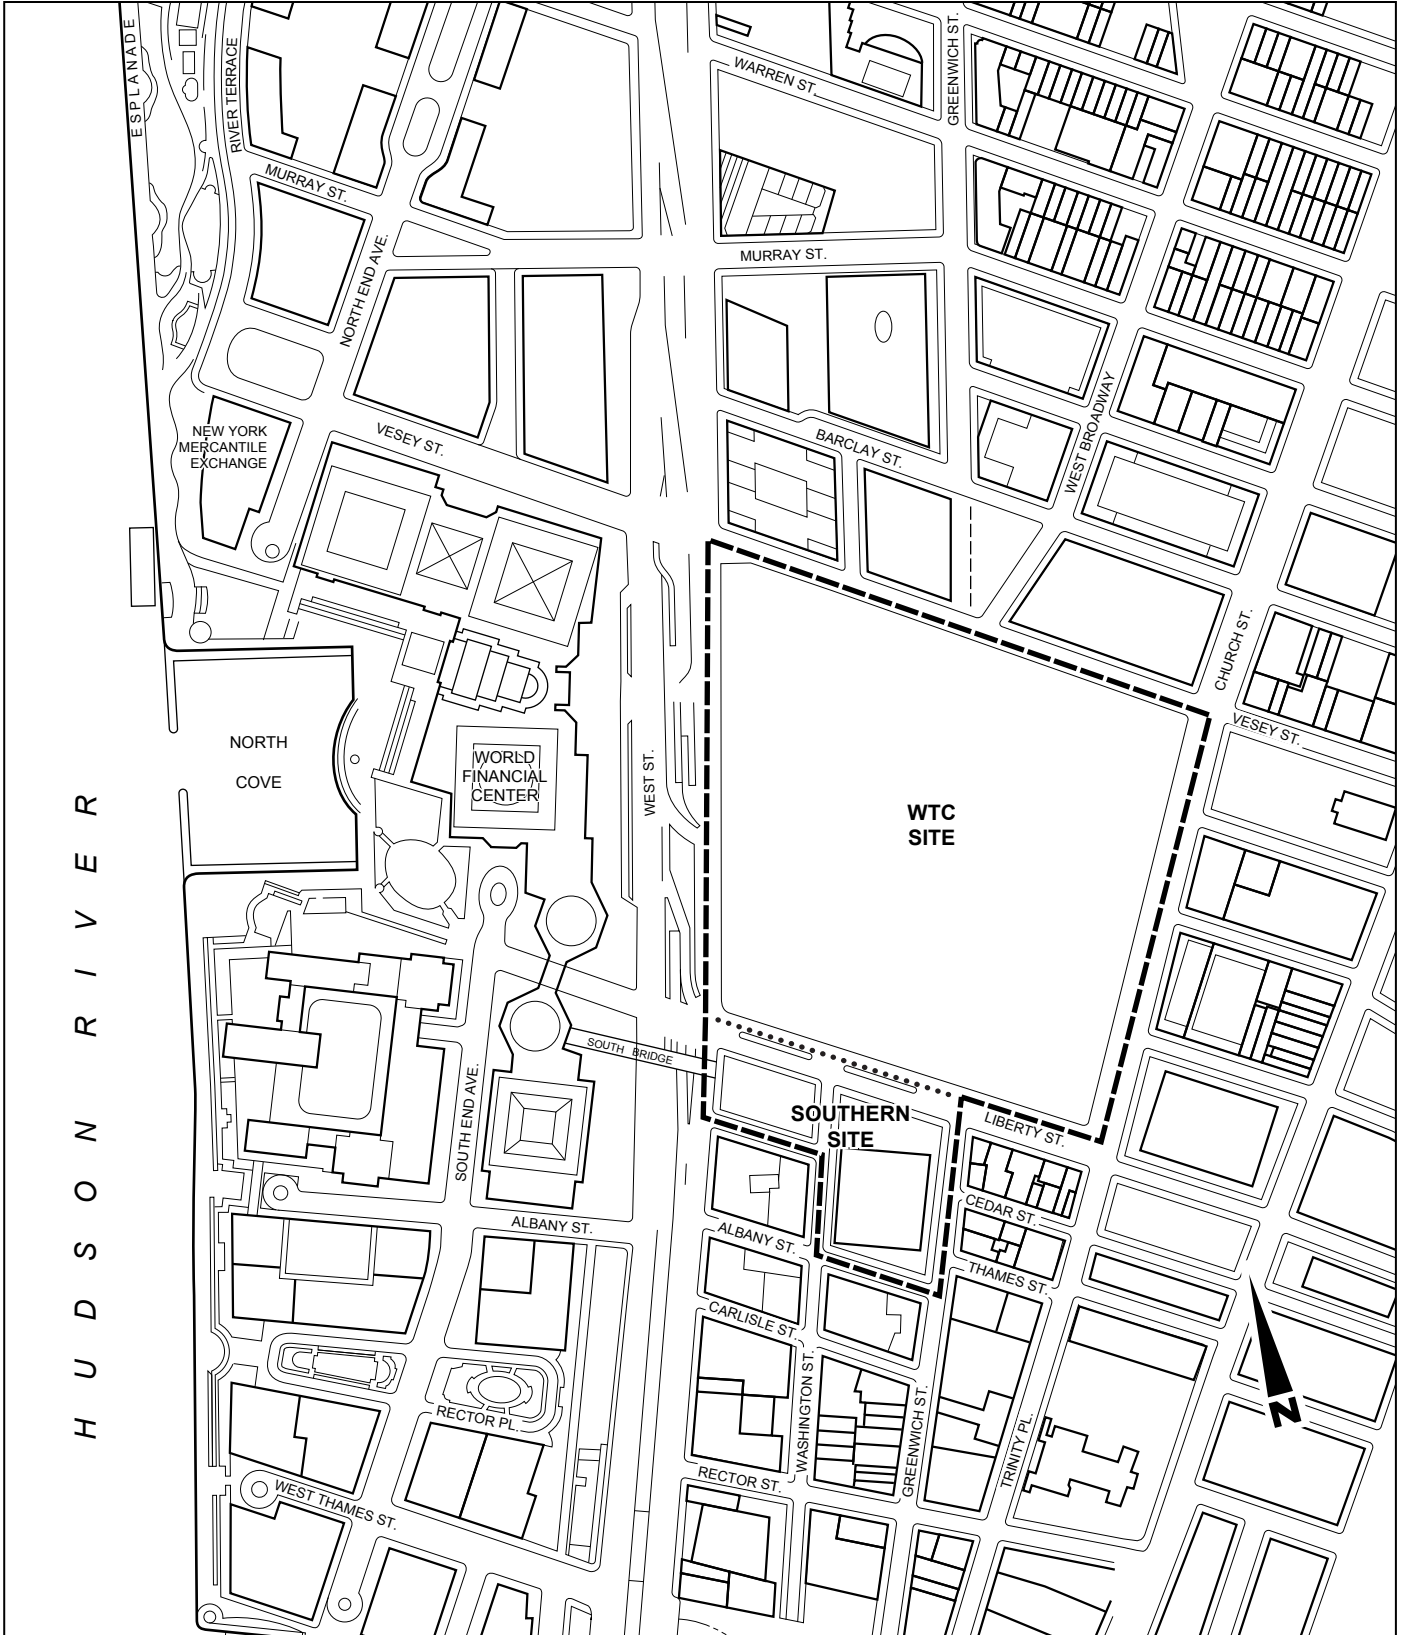 ESPLANADE
RIVER TERRACE
GREENWICH ST.
WARREN ST.
MURRAY ST.
MURRAY ST.
NORTH END AVE.
WEST BROADWAY
NEW YORK
MERCANTILE
EXCHANGE
VESEY ST.
BARCLAY ST.
CHURCH ST.
VESEY ST.
NORTH
COVE
WORLD
FINANCIAL
CENTER
WEST ST.
WTC
SITE
HUDSON RIVER
SOUTH BRIDGE
SOUTH END AVE.
SOUTHERN
SITE
LIBERTY ST.
CEDAR ST.
ALBANY ST.
ALBANY ST.
THAMES ST.
CARLISLE ST.
WASHINGTON ST.
GREENWICH ST.
TRINITY PL.
RECTOR PL.
RECTOR ST.
WEST THAMES ST.
N